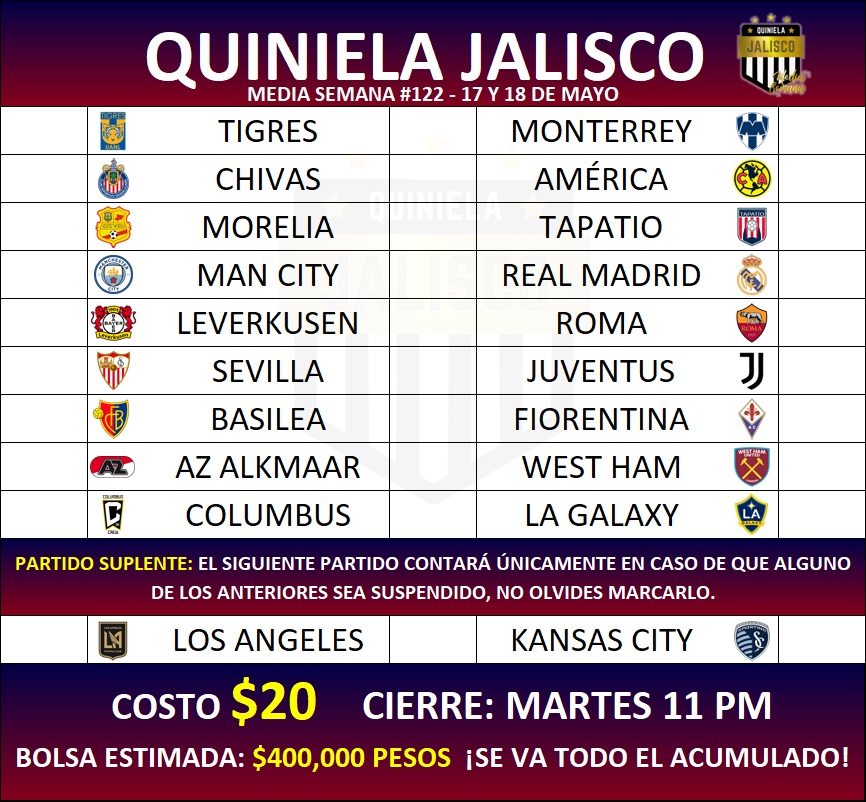 QUINIELA JALISCO
MEDIA SEMANA #122 - 17 Y 18 DE MAYO
QUINIELA
JALISCO
Media Semana
TIGRES MONTERREY
CHIVAS AMÉRICA
MORELIA TAPATIO
MAN CITY REAL MADRID
LEVERKUSEN ROMA
SEVILLA JUVENTUS
BASILEA FIORENTINA
AZ ALKMAAR WEST HAM
COLUMBUS LA GALAXY
PARTIDO SUPLENTE: EL SIGUIENTE PARTIDO CONTARÁ ÚNICAMENTE EN CASO DE QUE ALGUNO
DE LOS ANTERIORES SEA SUSPENDIDO, NO OLVIDES MARCARLO.
LOS ANGELES KANSAS CITY
COSTO $20 CIERRE: MARTES 11 PM
BOLSA ESTIMADA: $400,000 PESOS ¡SE VA TODO EL ACUMULADO!